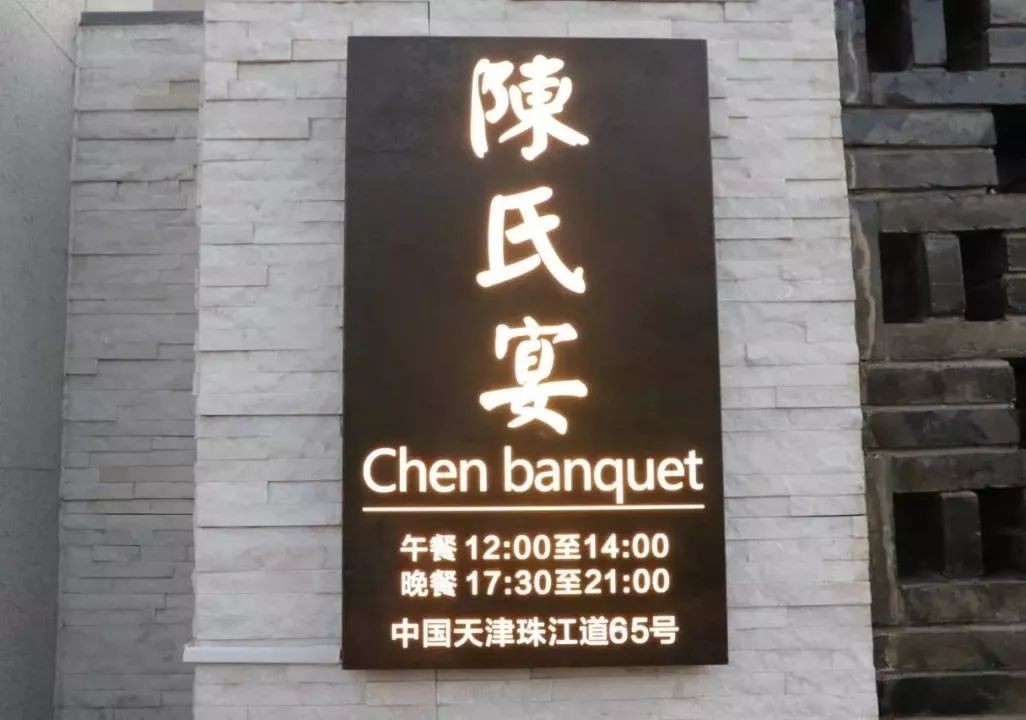 陳氏宴
Chen banquet
午餐 12:00至14:00
晚餐 17:30至21:00
中国天津珠江道65号